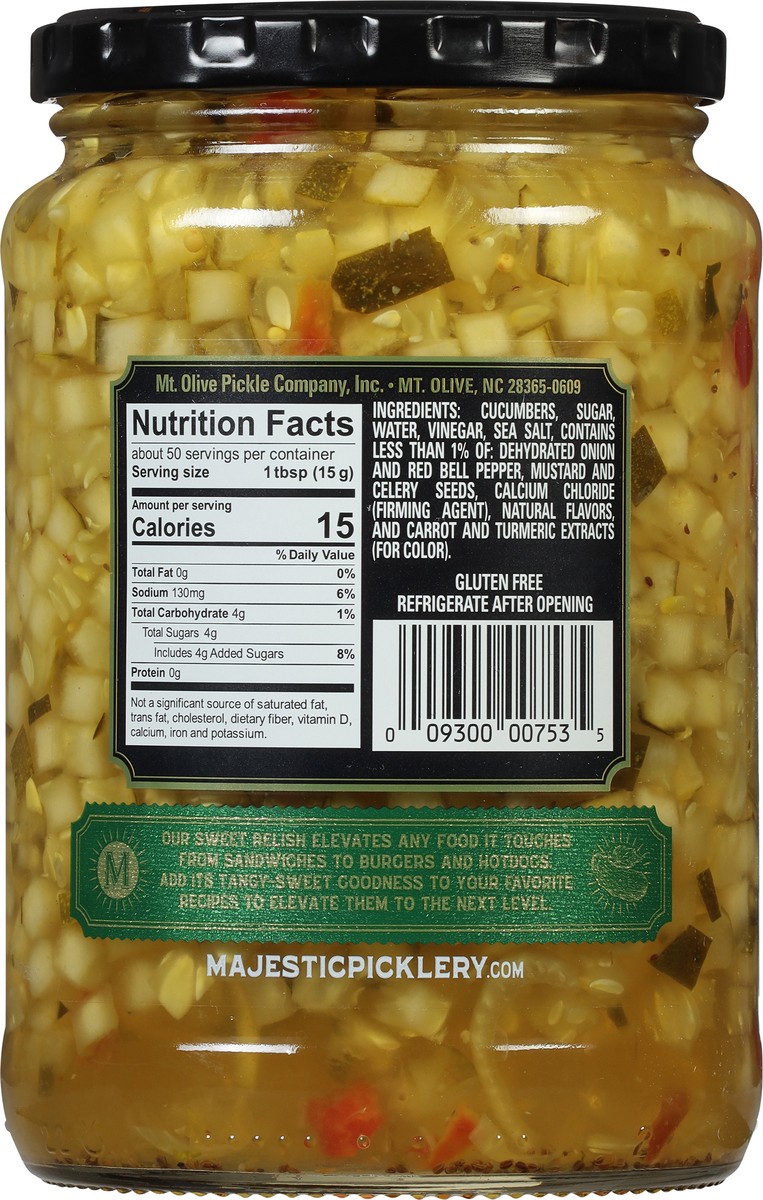 Mt. Olive Pickle Company, Inc. • MT. OLIVE, NC 28365-0609
Nutrition Facts
about 50 servings per container
Serving size 1 tbsp (15 g)
Amount per serving
Calories 15
% Daily Value
Total Fat 0g 0%
Sodium 130mg 6%
Total Carbohydrate 4g 1%
Total Sugars 4g
Includes 4g Added Sugars 8%
Protein 0g
Not a significant source of saturated fat,
trans fat, cholesterol, dietary fiber, vitamin D,
calcium, iron and potassium.
INGREDIENTS: CUCUMBERS, SUGAR,
WATER, VINEGAR, SEA SALT, CONTAINS
LESS THAN 1% OF: DEHYDRATED ONION
AND RED BELL PEPPER, MUSTARD AND
CELERY SEEDS, CALCIUM CHLORIDE
(FIRMING AGENT), NATURAL FLAVORS,
AND CARROT AND TURMERIC EXTRACTS
(FOR COLOR).
GLUTEN FREE
REFRIGERATE AFTER OPENING
0 09300 00753 5
M
OUR SWEET RELISH ELEVATES ANY FOOD IT TOUCHES
FROM SANDWICHES TO BURGERS AND HOTDOGS.
ADD ITS TANGY-SWEET GOODNESS TO YOUR FAVORITE
RECIPES TO ELEVATE THEM TO THE NEXT LEVEL.
MAJESTICPICKLERY.COM